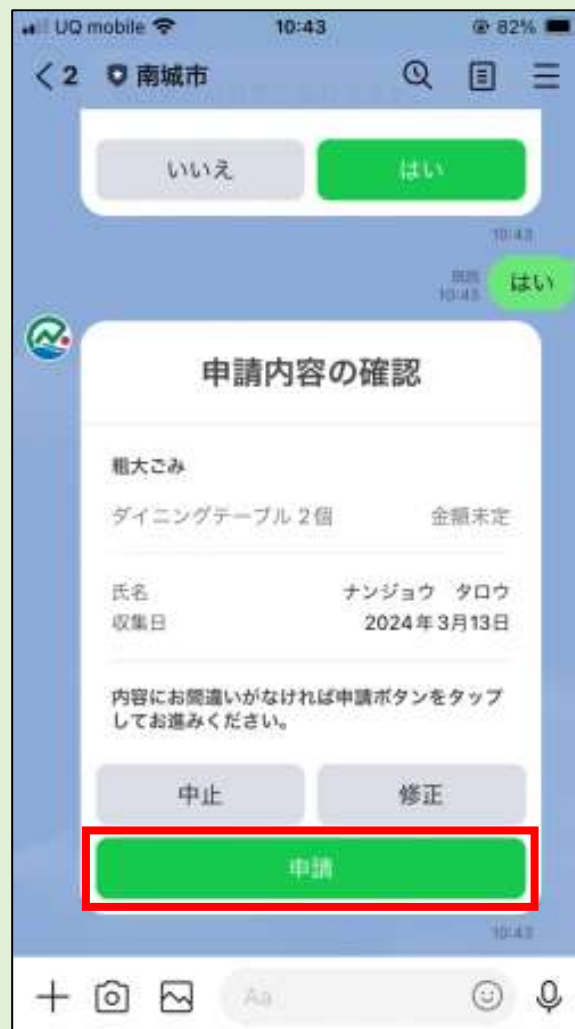 UQ mobile 10:43 82%
2 南城市
いいえ はい
10:43
既読
10:43 はい
申請内容の確認
粗大ごみ
ダイニングテーブル 2個 金額未定
氏名 ナンジョウ タロウ
収集日 2024年3月13日
内容にお間違いがなければ申請ボタンをタップ
してお進みください。
中止 修正
申請
10:43
Aa